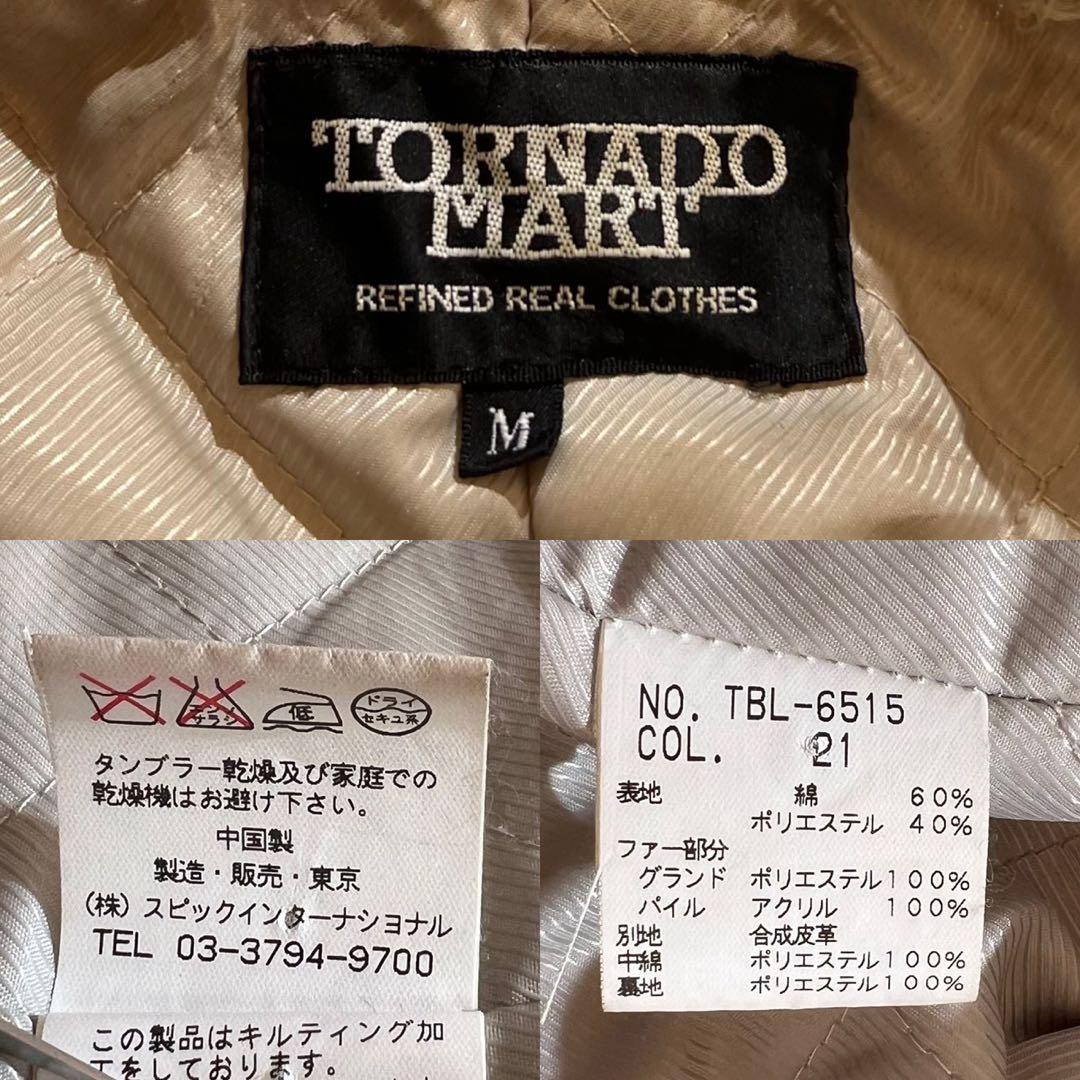 TORNADO
MART
REFINED REAL CLOTHES
M
エンソ
サラシ
低
ドライ
セキユ系
タンブラー乾燥及び家庭での
乾燥機はお避け下さい。
中国製
製造・販売・東京
(株)スピックインターナショナル
TEL 03-3794-9700
この製品はキルティング加
工をしております。
NO. TBL-6515
COL. 21
表地 綿 60%
ポリエステル 40%
ファー部分
グランド ポリエステル100%
パイル アクリル 100%
別地 合成皮革
中綿 ポリエステル100%
裏地 ポリエステル100%